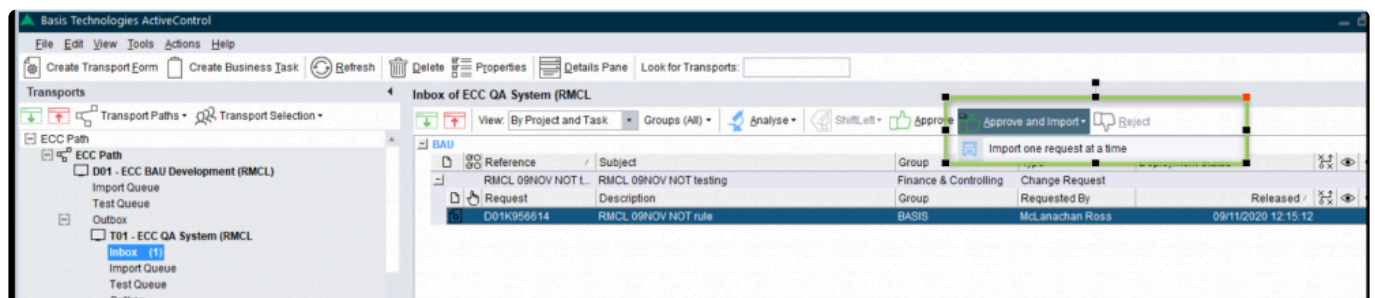 Basis Technologies ActiveControl
File Edit View Tools Actions Help
Create Transport Form Create Business Task Refresh Delete Properties Details Pane Look for Transports:
Transports
Inbox of ECC QA System (RMCL
Transport Paths Transport Selection
View: By Project and Task Groups (All) Analyse ShiftLeft Approve Approve and Import Reject
Import one request at a time
ECC Path
BAU
ECC Path
Reference Subject Group
D01 - ECC BAU Development (RMCL)
RMCL 09NOV NOT t... RMCL 09NOV NOT testing Finance & Controlling Change Request
Import Queue
Request Description Group Requested By Released
Test Queue
D01K956614 RMCL 09NOV NOT rule BASIS McLanachan Ross 09/11/2020 12:15:12
Outbox
T01 - ECC QA System (RMCL
Inbox (1)
Import Queue
Test Queue